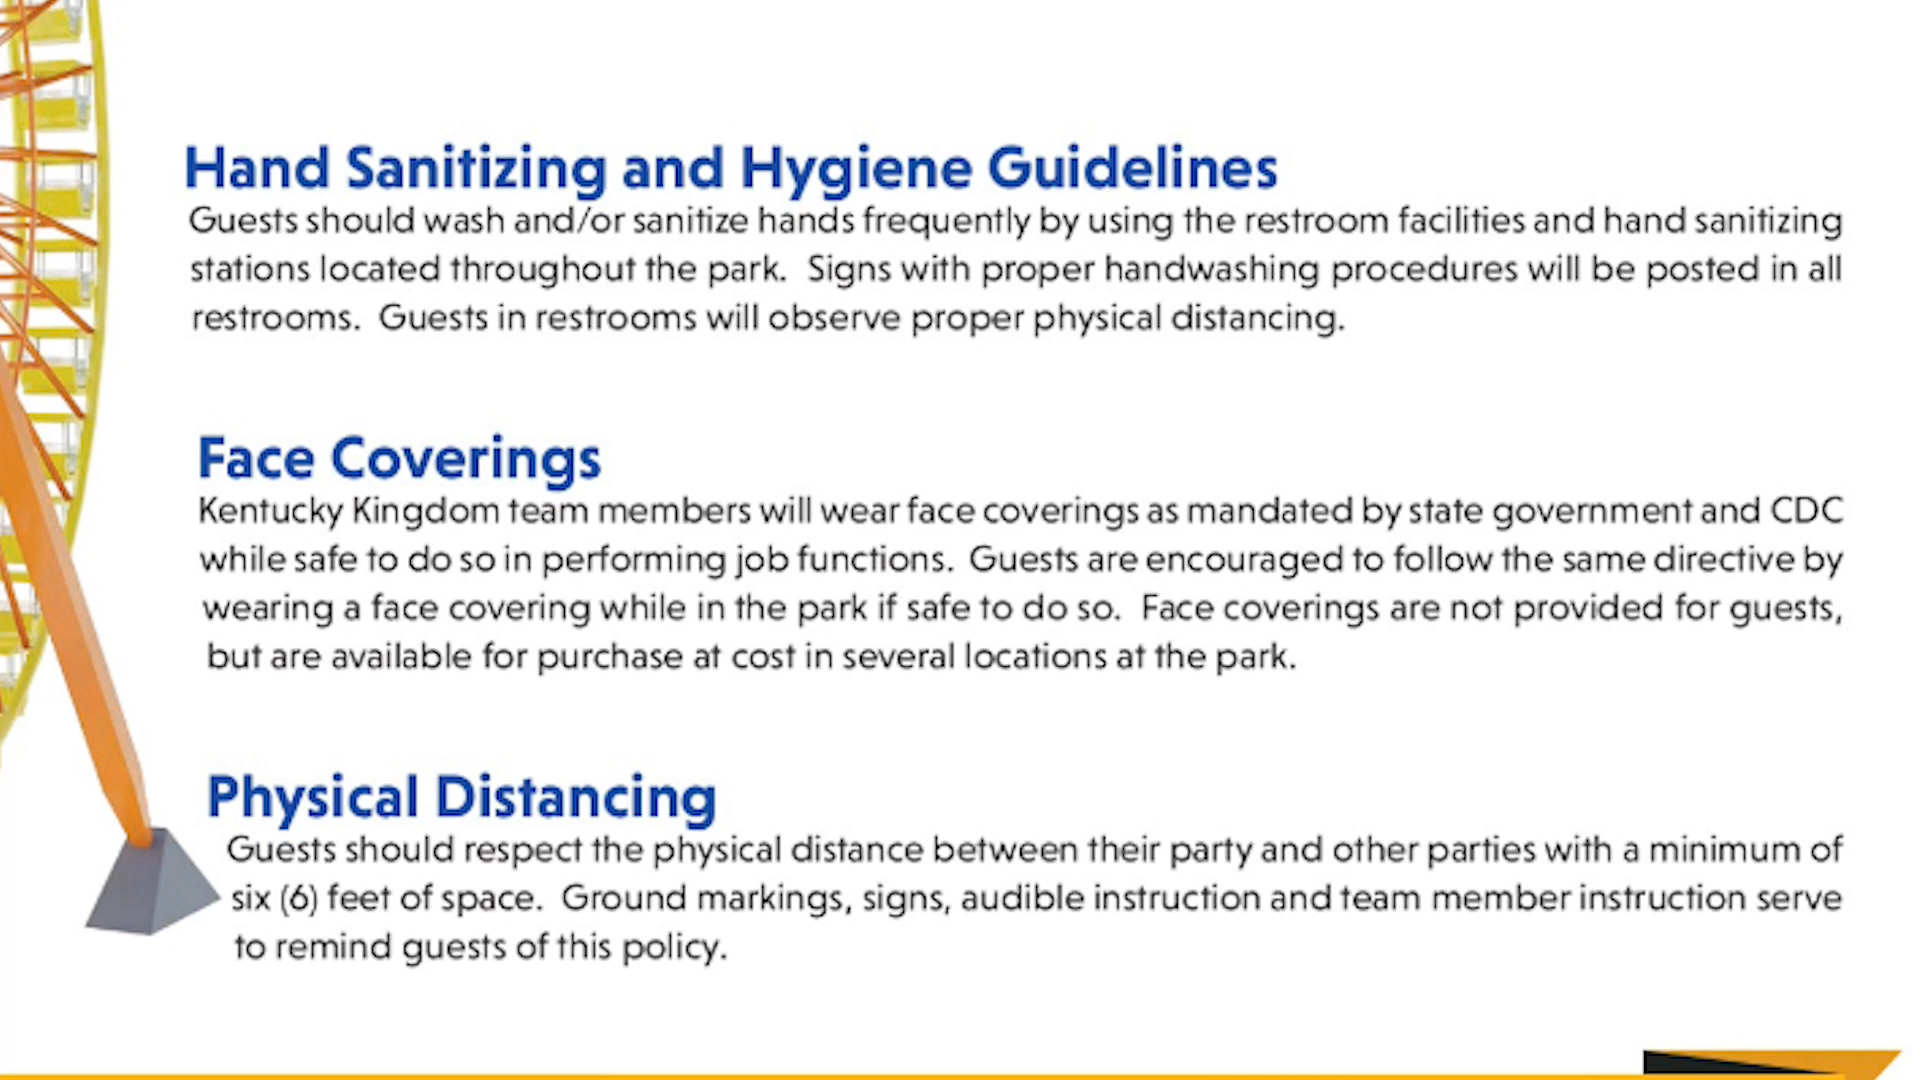 Hand Sanitizing and Hygiene Guidelines
Guests should wash and/or sanitize hands frequently by using the restroom facilities and hand sanitizing
stations located throughout the park. Signs with proper handwashing procedures will be posted in all
restrooms. Guests in restrooms will observe proper physical distancing.
Face Coverings
Kentucky Kingdom team members will wear face coverings as mandated by state government and CDC
while safe to do so in performing job functions. Guests are encouraged to follow the same directive by
wearing a face covering while in the park if safe to do so. Face coverings are not provided for guests,
but are available for purchase at cost in several locations at the park.
Physical Distancing
Guests should respect the physical distance between their party and other parties with a minimum of
six (6) feet of space. Ground markings, signs, audible instruction and team member instruction serve
to remind guests of this policy.